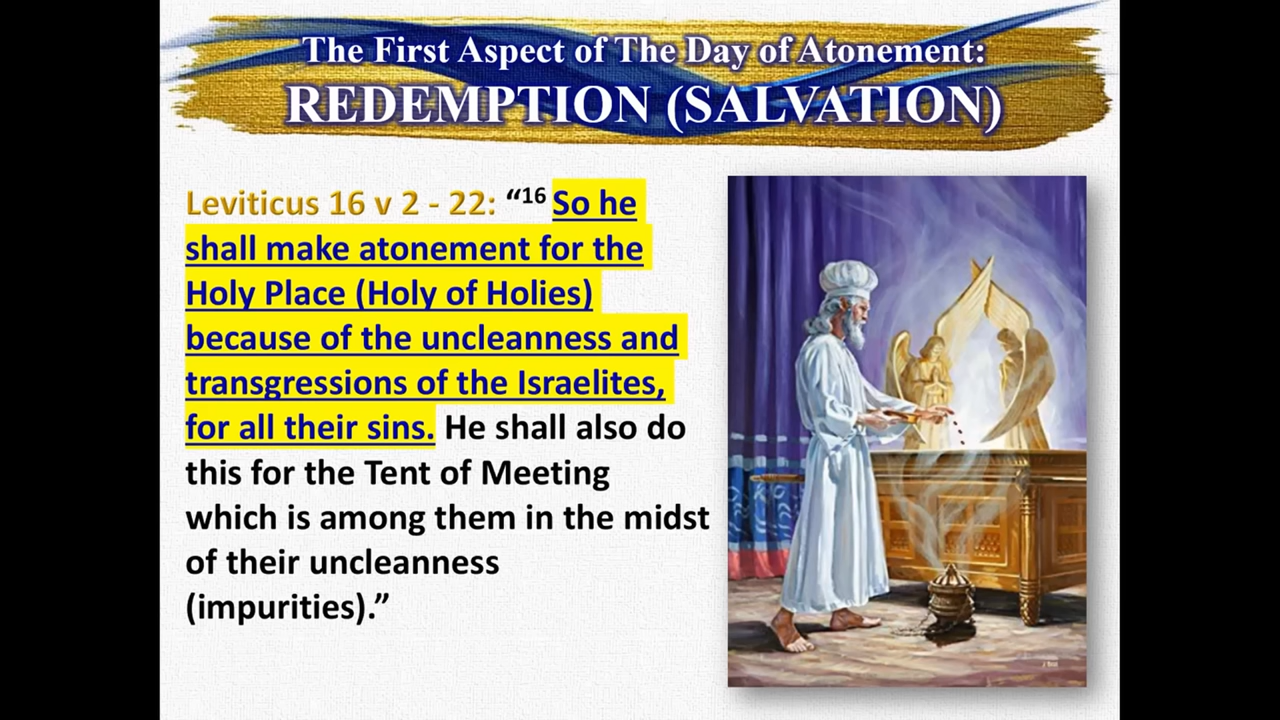 The First Aspect of The Day of Atonement:
REDEMPTION (SALVATION)
Leviticus 16 v 2 - 22: “16 So he
shall make atonement for the
Holy Place (Holy of Holies)
because of the uncleanness and
transgressions of the Israelites,
for all their sins. He shall also do
this for the Tent of Meeting
which is among them in the midst
of their uncleanness
(impurities).”